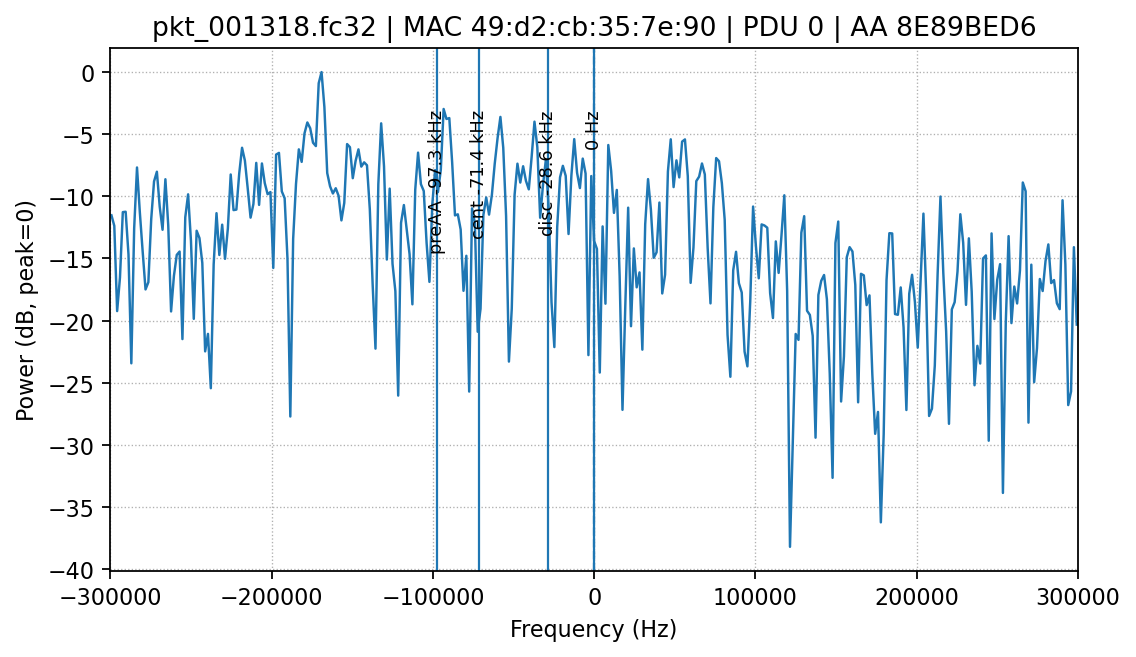 pkt_001318.fc32 | MAC 49:d2:cb:35:7e:90 | PDU 0 | AA 8E89BED6
Power (dB, peak=0)
0
−5
−10
−15
−20
−25
−30
−35
−40
preAA -97.3 kHz
cent -71.4 kHz
disc -28.6 kHz
0 Hz
−300000
−200000
−100000
0
100000
200000
300000
Frequency (Hz)